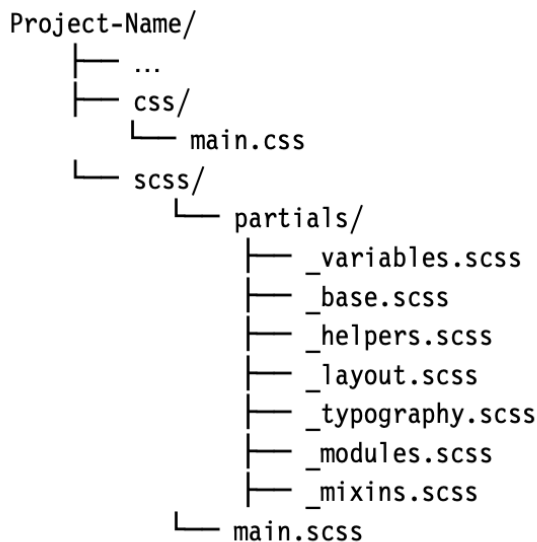 Project-Name/
├── ...
├── css/
└── main.css
└── scss/
└── partials/
├── _variables.scss
├── _base.scss
├── _helpers.scss
├── _layout.scss
├── _typography.scss
├── _modules.scss
├── _mixins.scss
└── main.scss